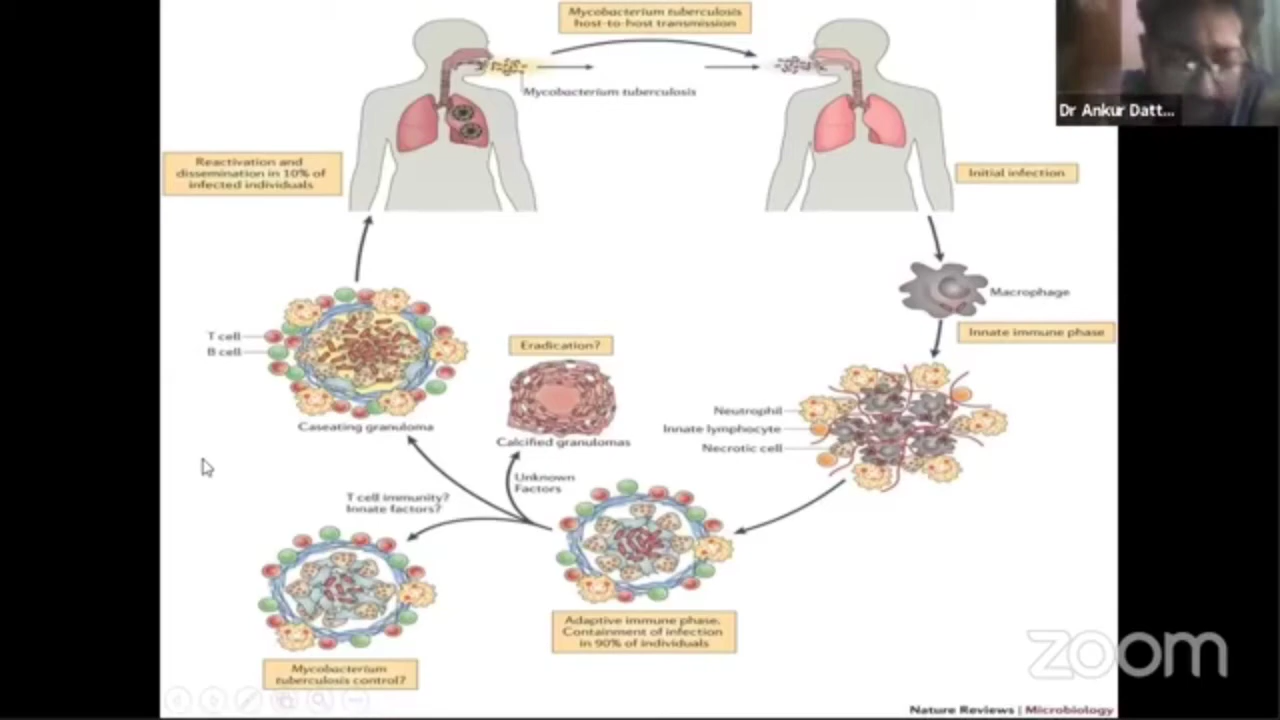 Mycobacterium tuberculosis
host-to-host transmission
Dr Ankur Datt...
Mycobacterium tuberculosis
Reactivation and
dissemination in 10% of
infected individuals
Initial infection
Macrophage
Innate immune phase
T cell
B cell
Eradication?
Caseating granuloma
Calcified granulomas
Neutrophil
Innate lymphocyte
Necrotic cell
Unknown
Factors
T cell immunity?
Innate factors?
Adaptive immune phase.
Containment of infection
in 90% of individuals
Mycobacterium
tuberculosis control?
zoom
Nature Reviews | Microbiology